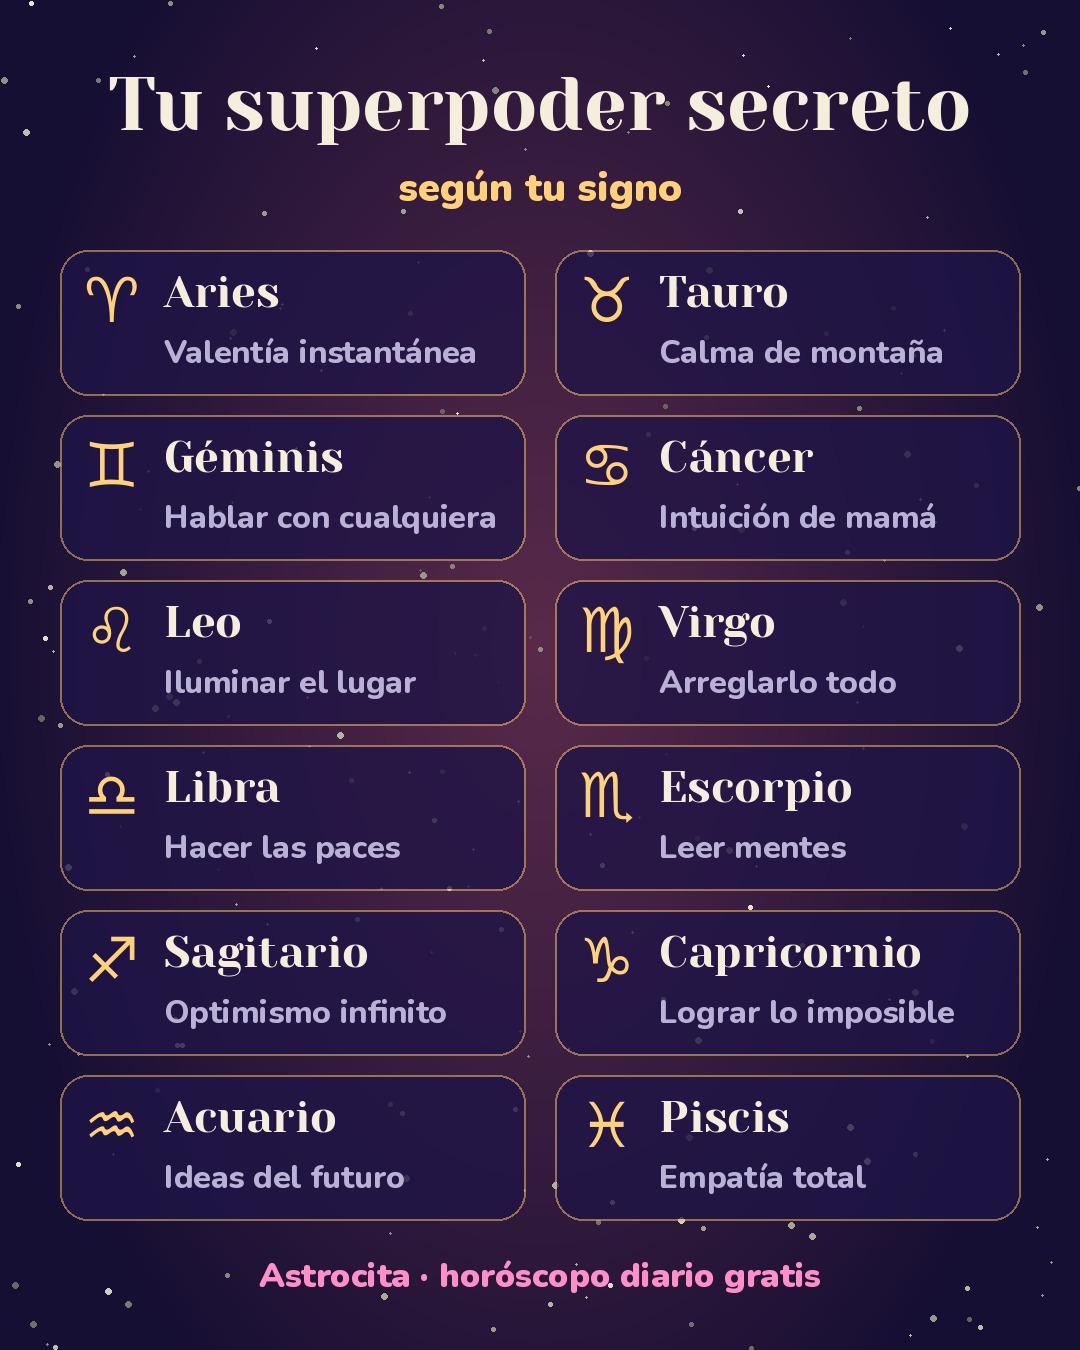 Tu superpoder secreto
según tu signo
♈ Aries
Valentía instantánea
♉ Tauro
Calma de montaña
♊ Géminis
Hablar con cualquiera
♋ Cáncer
Intuición de mamá
♌ Leo
Iluminar el lugar
♍ Virgo
Arreglarlo todo
♎ Libra
Hacer las paces
♏ Escorpio
Leer mentes
♐ Sagitario
Optimismo infinito
♑ Capricornio
Lograr lo imposible
♒ Acuario
Ideas del futuro
♓ Piscis
Empatía total
Astrocita · horóscopo diario gratis